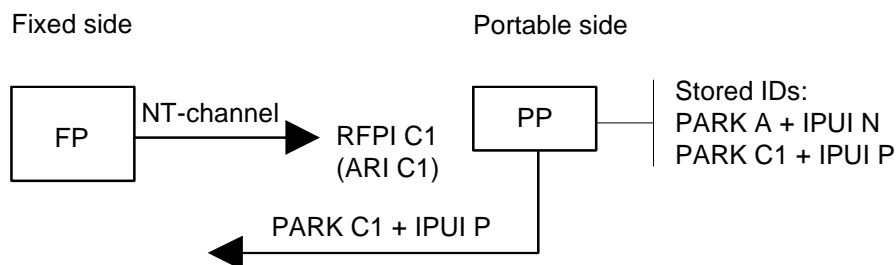 Fixed side
Portable side
FP
NT-channel
RFPI C1
(ARI C1)
PP
Stored IDs:
PARK A + IPUI N
PARK C1 + IPUI P
PARK C1 + IPUI P